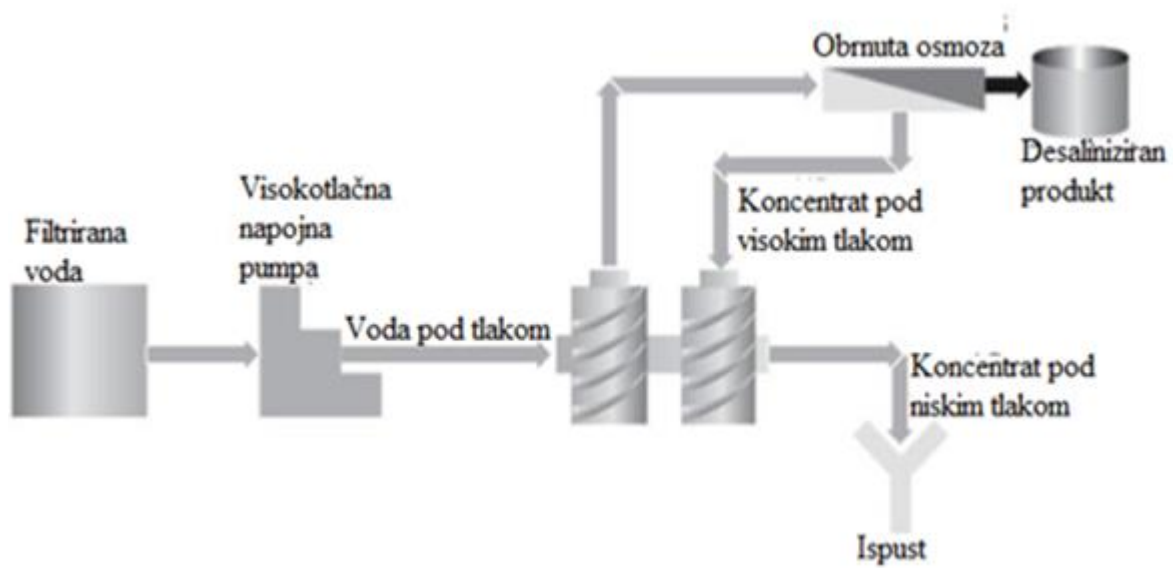 Obrnuta osmoza
Desaliniziran
produkt
Visokotlačna
napojna
pumpa
Filtrirana
voda
Koncentrat pod
visokim tlakom
Voda pod tlakom
Koncentrat pod
niskim tlakom
Ispust